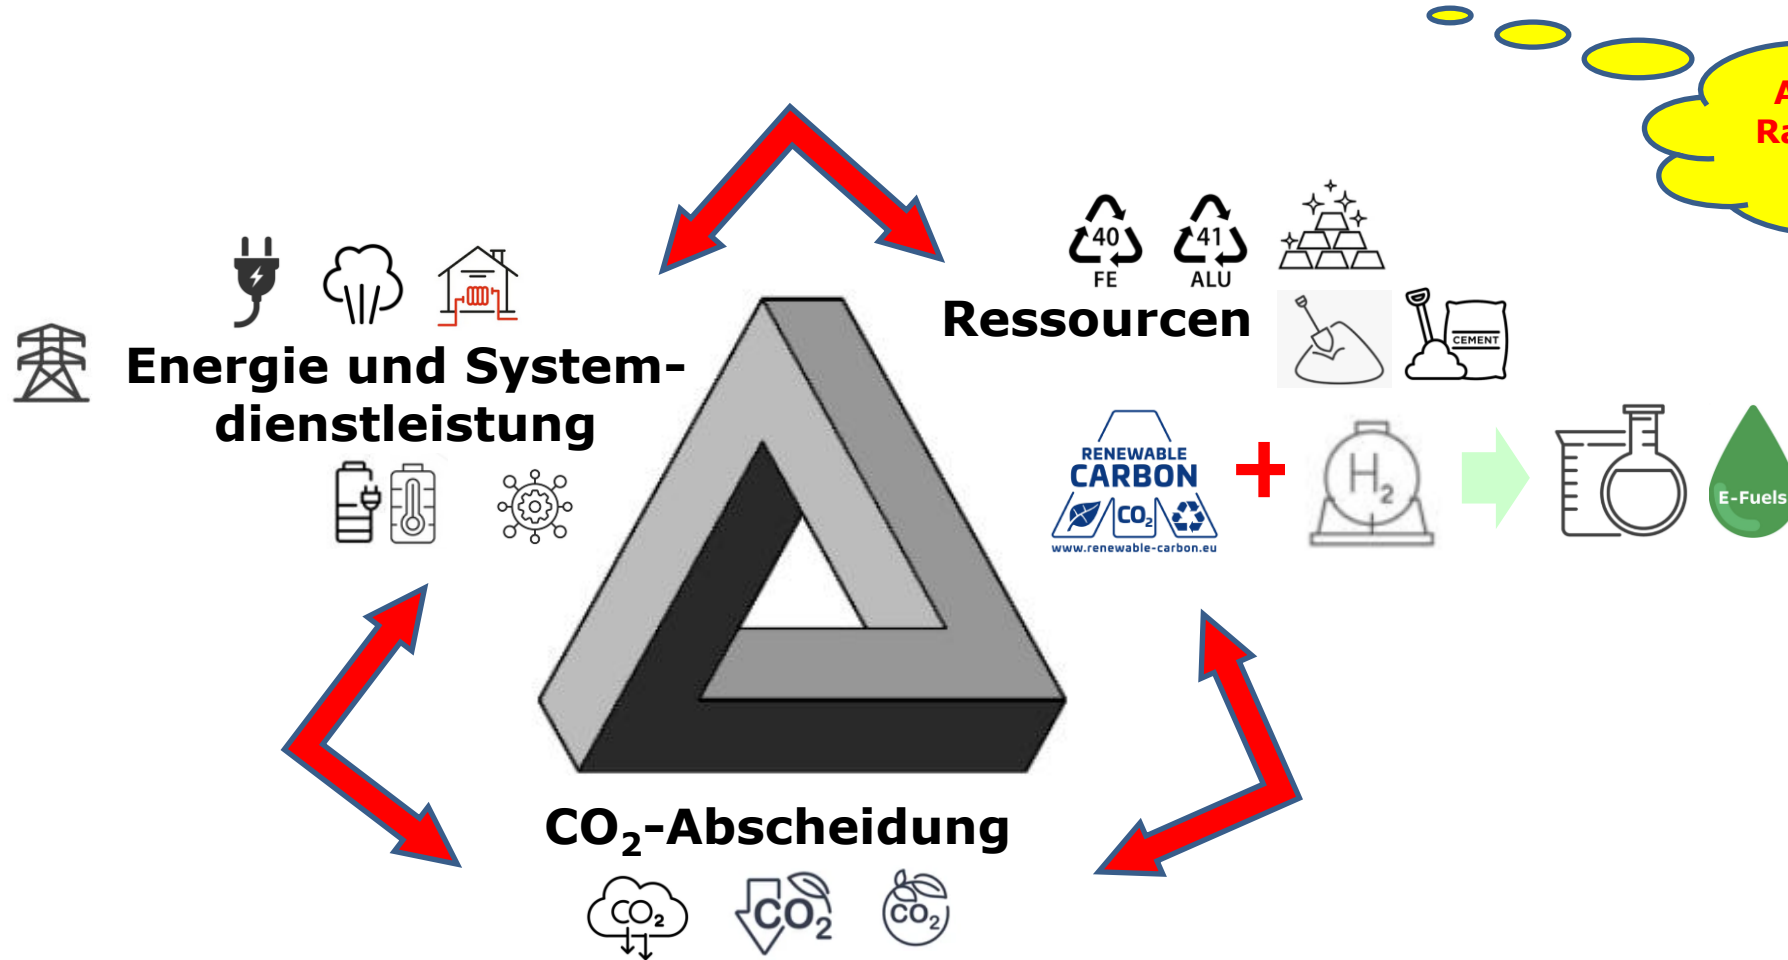 40
FE
41
ALU
Ressourcen
CEMENT
Energie und System-
dienstleistung
RENEWABLE
CARBON
CO₂
www.renewable-carbon.eu
+
H₂
E-Fuels
CO₂-Abscheidung
CO₂
CO₂
CO₂